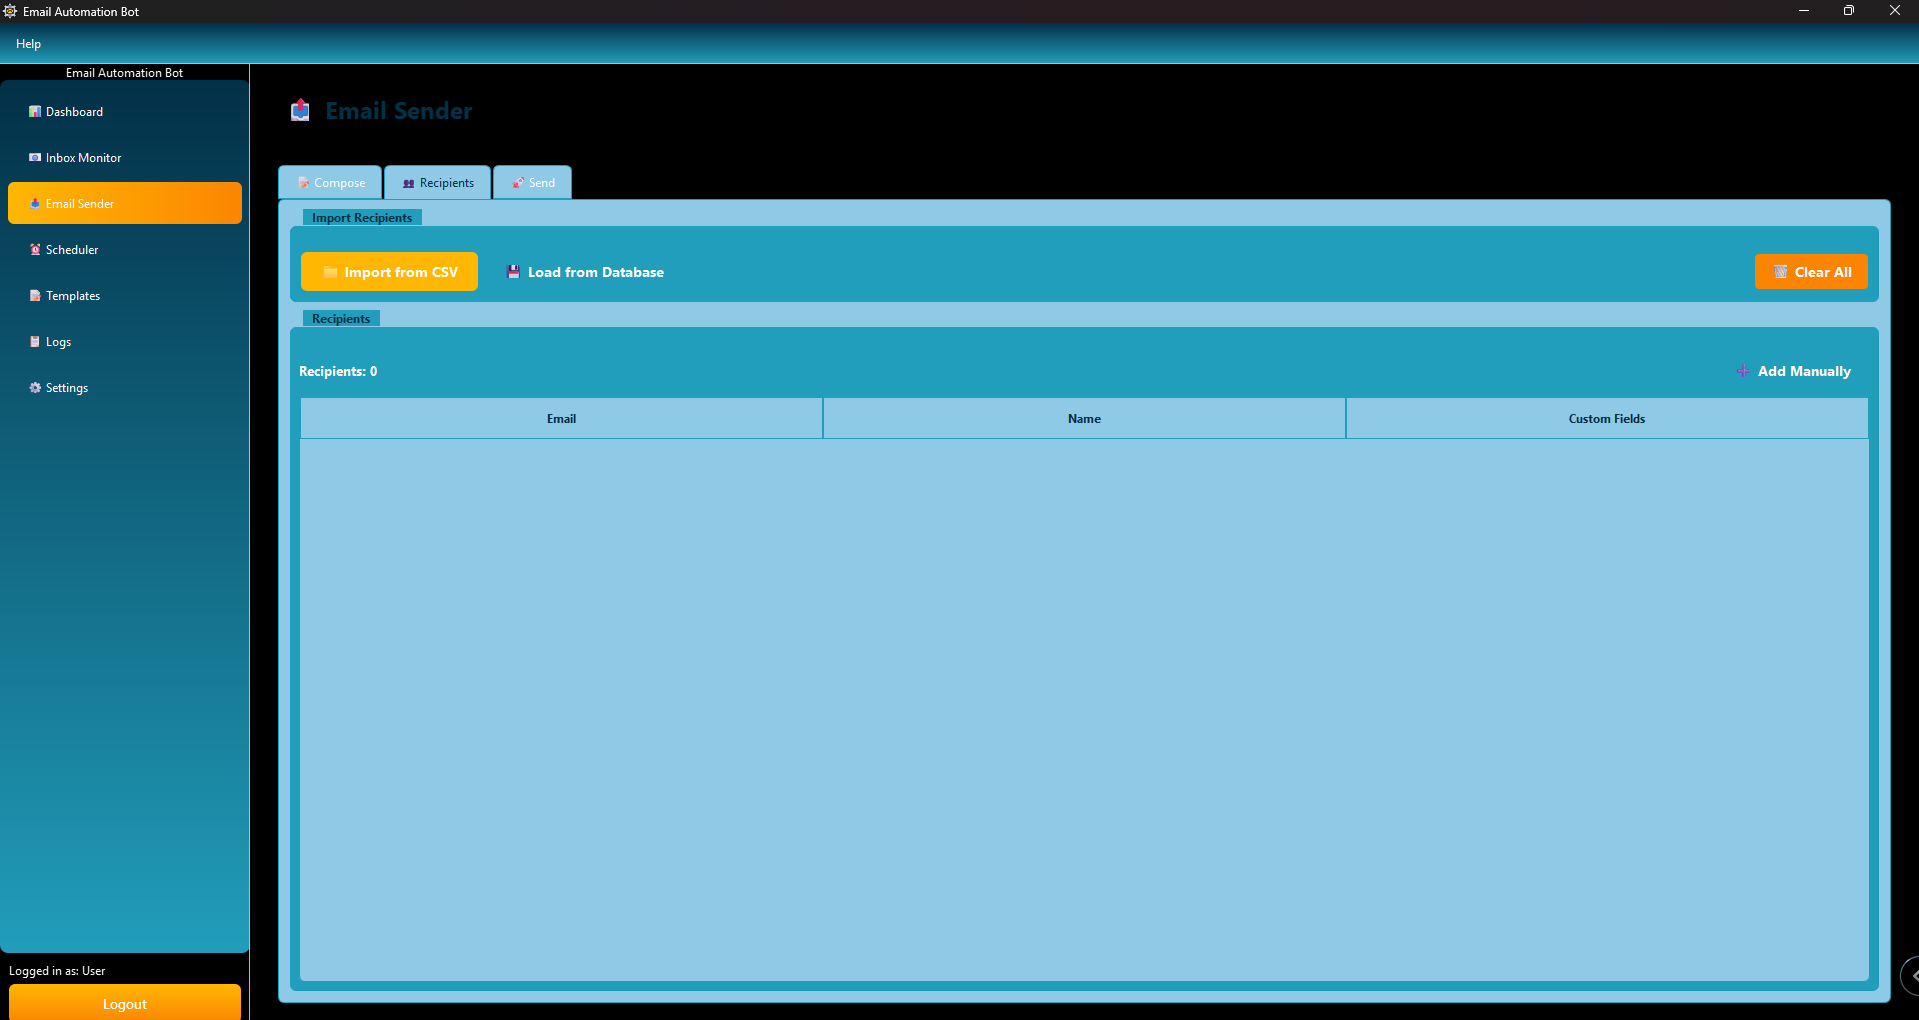 Email Automation Bot
Help
Email Automation Bot
Dashboard
Inbox Monitor
Email Sender
Scheduler
Templates
Logs
Settings
Logged in as: User
Logout
Email Sender
Compose
Recipients
Send
Import Recipients
Import from CSV
Load from Database
Clear All
Recipients
Recipients: 0
Add Manually
Email
Name
Custom Fields